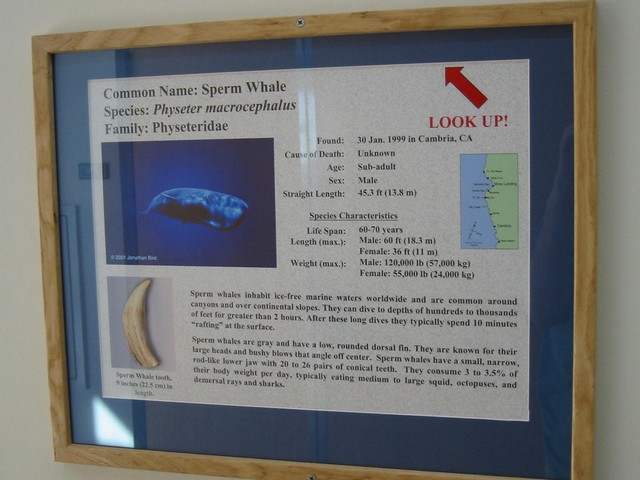 Common Name: Sperm Whale
Species: Physeter macrocephalus
Family: Physeteridae
LOOK UP!
Found: 30 Jan. 1999 in Cambria, CA
Cause of Death: Unknown
Age: Sub-adult
Sex: Male
Straight Length: 45.3 ft (13.8 m)
Species Characteristics
Life Span: 60-70 years
Length (max.): Male: 60 ft (18.3 m)
Female: 36 ft (11 m)
Weight (max.): Male: 120,000 lb (57,000 kg)
Female: 55,000 lb (24,000 kg)
© 2001 Jonathan Bird
Sperm whales inhabit ice-free marine waters worldwide and are common around
canyons and over continental slopes. They can dive to depths of hundreds to thousands
of feet for greater than 2 hours. After these long dives they typically spend 10 minutes
"rafting" at the surface.
Sperm whales are gray and have a low, rounded dorsal fin. They are known for their
large heads and bushy blows that angle off center. Sperm whales have a small, narrow,
rod-like lower jaw with 20 to 26 pairs of conical teeth. They consume 3 to 3.5% of
their body weight per day, typically eating medium to large squid, octopuses, and
demersal rays and sharks.
Sperm Whale tooth,
9 inches (22.5 cm) in
length.